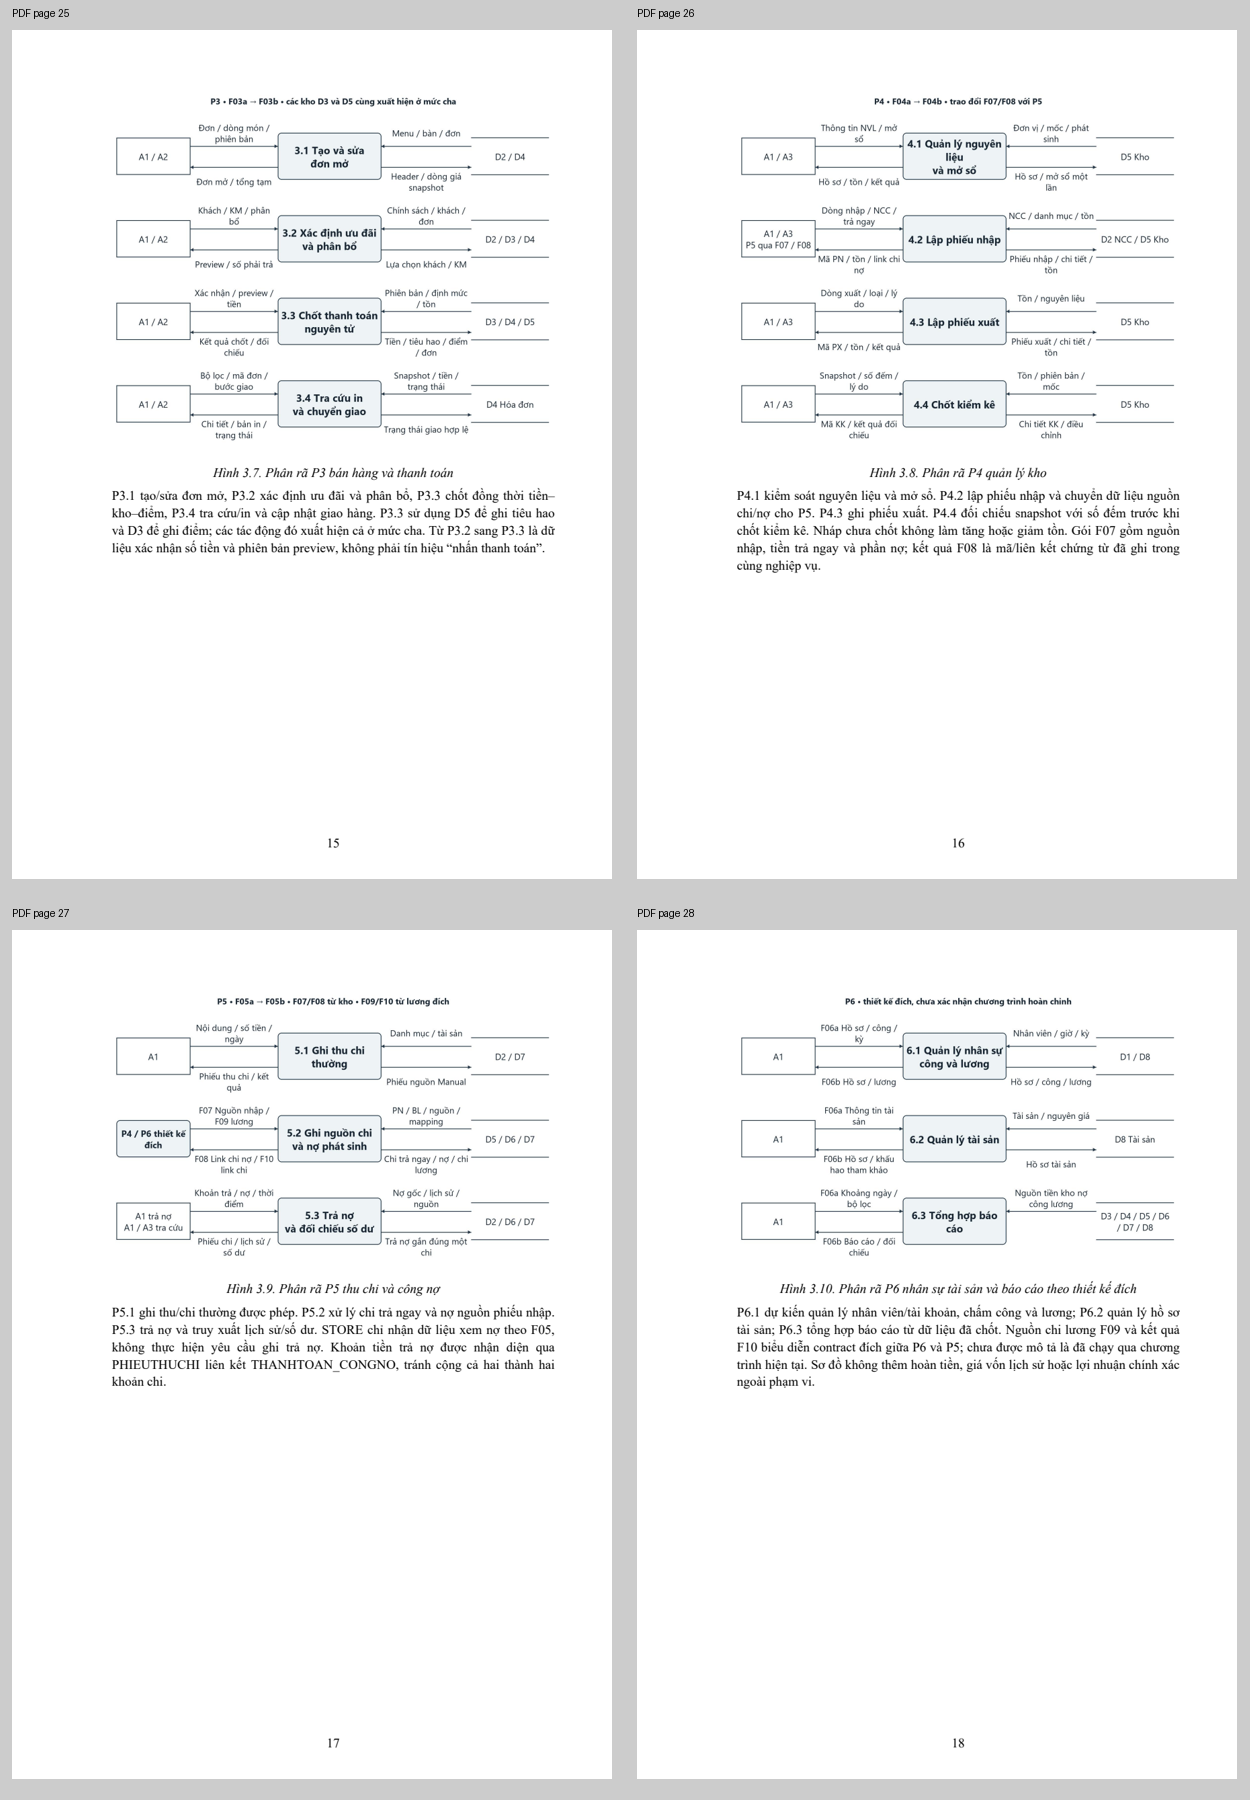 PDF page 25
P3 • F03a → F03b • các kho D3 và D5 cùng xuất hiện ở mức cha
Đơn / dòng món /
phiên bản
A1 / A2
Đơn mở / tổng tạm
3.1 Tạo và sửa
đơn mở
Menu / bàn / đơn
Header / dòng giá
snapshot
D2 / D4
Khách / KM / phân
bổ
A1 / A2
Preview / số phải trả
3.2 Xác định ưu đãi
và phân bổ
Chính sách / khách /
đơn
Lựa chọn khách / KM
D2 / D3 / D4
Xác nhận / preview /
tiền
A1 / A2
Kết quả chốt / đối
chiếu
3.3 Chốt thanh toán
nguyên tử
Phiên bản / định mức
/ tồn
Tiền / tiêu hao / điểm
/ đơn
D3 / D4 / D5
Bộ lọc / mã đơn /
bước giao
A1 / A2
Chi tiết / bản in /
trạng thái
3.4 Tra cứu in
và chuyển giao
Snapshot / tiền /
trạng thái
Trạng thái giao hợp lệ
D4 Hóa đơn
Hình 3.7. Phân rã P3 bán hàng và thanh toán
P3.1 tạo/sửa đơn mở, P3.2 xác định ưu đãi và phân bổ, P3.3 chốt đồng thời tiền–
kho–điểm, P3.4 tra cứu/in và cập nhật giao hàng. P3.3 sử dụng D5 để ghi tiêu hao
và D3 để ghi điểm; các tác động đó xuất hiện cả ở mức cha. Từ P3.2 sang P3.3 là dữ
liệu xác nhận số tiền và phiên bản preview, không phải tín hiệu “nhấn thanh toán”.
15
PDF page 26
P4 • F04a → F04b • trao đổi F07/F08 với P5
Thông tin NVL / mở
sổ
A1 / A3
Hồ sơ / tồn / kết quả
4.1 Quản lý nguyên
liệu
và mở sổ
Đơn vị / mốc / phát
sinh
Hồ sơ / mở sổ một
lần
D5 Kho
Dòng nhập / NCC /
trả ngay
A1 / A3
P5 qua F07 / F08
Mã PN / tồn / link chi
nợ
4.2 Lập phiếu nhập
NCC / danh mục / tồn
Phiếu nhập / chi tiết /
tồn
D2 NCC / D5 Kho
Dòng xuất / loại / lý
do
A1 / A3
Mã PX / tồn / kết quả
4.3 Lập phiếu xuất
Tồn / nguyên liệu
Phiếu xuất / chi tiết /
tồn
D5 Kho
Snapshot / số đếm /
lý do
A1 / A3
Mã KK / kết quả đối
chiếu
4.4 Chốt kiểm kê
Tồn / phiên bản /
mốc
Chi tiết KK / điều
chỉnh
D5 Kho
Hình 3.8. Phân rã P4 quản lý kho
P4.1 kiểm soát nguyên liệu và mở sổ. P4.2 lập phiếu nhập và chuyển dữ liệu nguồn
chi/nợ cho P5. P4.3 ghi phiếu xuất. P4.4 đối chiếu snapshot với số đếm trước khi
chốt kiểm kê. Nháp chưa chốt không làm tăng hoặc giảm tồn. Gói F07 gồm nguồn
nhập, tiền trả ngay và phần nợ; kết quả F08 là mã/liên kết chứng từ đã ghi trong
cùng nghiệp vụ.
16
PDF page 27
P5 • F05a → F05b • F07/F08 từ kho • F09/F10 từ lương đích
Nội dung / số tiền /
ngày
A1
Phiếu thu chi / kết
quả
5.1 Ghi thu chi
thường
Danh mục / tài sản
Phiếu nguồn Manual
D2 / D7
F07 Nguồn nhập /
F09 lương
P4 / P6 thiết kế
đích
F08 Link chi nợ / F10
link chi
5.2 Ghi nguồn chi
và nợ phát sinh
PN / BL / nguồn /
mapping
Chi trả ngay / nợ / chi
lương
D5 / D6 / D7
Khoản trả / nợ / thời
điểm
A1 trả nợ
A1 / A3 tra cứu
Phiếu chi / lịch sử /
số dư
5.3 Trả nợ
và đối chiếu số dư
Nợ gốc / lịch sử /
nguồn
Trả nợ gắn đúng một
chi
D2 / D6 / D7
Hình 3.9. Phân rã P5 thu chi và công nợ
P5.1 ghi thu/chi thường được phép. P5.2 xử lý chi trả ngay và nợ nguồn phiếu nhập.
P5.3 trả nợ và truy xuất lịch sử/số dư. STORE chỉ nhận dữ liệu xem nợ theo F05,
không thực hiện yêu cầu ghi trả nợ. Khoản tiền trả nợ được nhận diện qua
PHIEUTHUCHI liên kết THANHTOAN_CONGNO, tránh cộng cả hai thành hai
khoản chi.
17
PDF page 28
P6 • thiết kế đích, chưa xác nhận chương trình hoàn chỉnh
F06a Hồ sơ / công /
kỳ
A1
F06b Hồ sơ / lương
6.1 Quản lý nhân sự
công và lương
Nhân viên / giờ / kỳ
Hồ sơ / công / lương
D1 / D8
F06a Thông tin tài
sản
A1
F06b Hồ sơ / khấu
hao tham khảo
6.2 Quản lý tài sản
Tài sản / nguyên giá
Hồ sơ tài sản
D8 Tài sản
F06a Khoảng ngày /
bộ lọc
A1
F06b Báo cáo / đối
chiếu
6.3 Tổng hợp báo
cáo
Nguồn tiền kho nợ
công lương
D3 / D4 / D5 / D6
/ D7 / D8
Hình 3.10. Phân rã P6 nhân sự tài sản và báo cáo theo thiết kế đích
P6.1 dự kiến quản lý nhân viên/tài khoản, chấm công và lương; P6.2 quản lý hồ sơ
tài sản; P6.3 tổng hợp báo cáo từ dữ liệu đã chốt. Nguồn chi lương F09 và kết quả
F10 biểu diễn contract đích giữa P6 và P5; chưa được mô tả là đã chạy qua chương
trình hiện tại. Sơ đồ không thêm hoàn tiền, giá vốn lịch sử hoặc lợi nhuận chính xác
ngoài phạm vi.
18